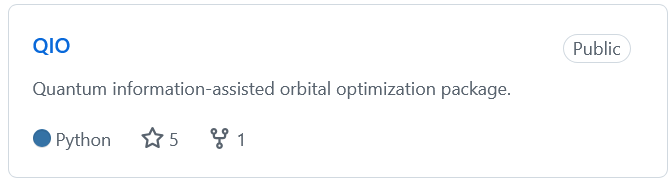 QIO Public
Quantum information-assisted orbital optimization package.
Python 5 1